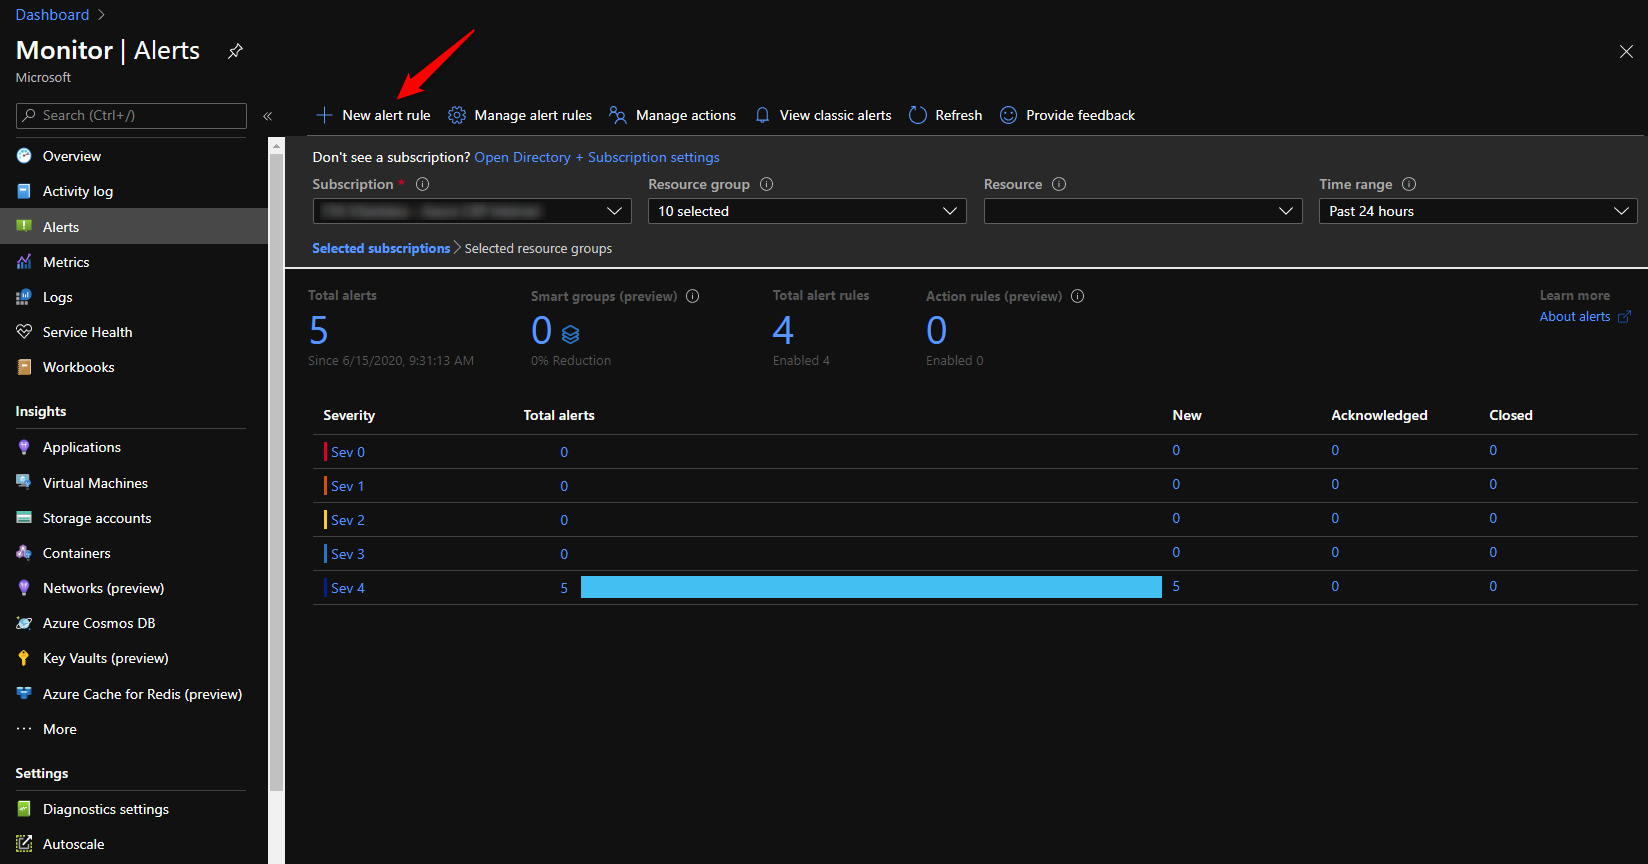 Dashboard
Monitor | Alerts
Microsoft
Search (Ctrl+/)
Overview
Activity log
Alerts
Metrics
Logs
Service Health
Workbooks
Insights
Applications
Virtual Machines
Storage accounts
Containers
Networks (preview)
Azure Cosmos DB
Key Vaults (preview)
Azure Cache for Redis (preview)
More
Settings
Diagnostics settings
Autoscale
New alert rule Manage alert rules Manage actions View classic alerts Refresh Provide feedback
Don't see a subscription? Open Directory + Subscription settings
Subscription * Resource group Resource Time range
10 selected Past 24 hours
Selected subscriptions > Selected resource groups
Total alerts Smart groups (preview) Total alert rules Action rules (preview) Learn more
5 0 4 0 About alerts
Since 6/15/2020, 9:31:13 AM 0% Reduction Enabled 4 Enabled 0
Severity Total alerts New Acknowledged Closed
Sev 0 0 0 0 0
Sev 1 0 0 0 0
Sev 2 0 0 0 0
Sev 3 0 0 0 0
Sev 4 5 5 0 0